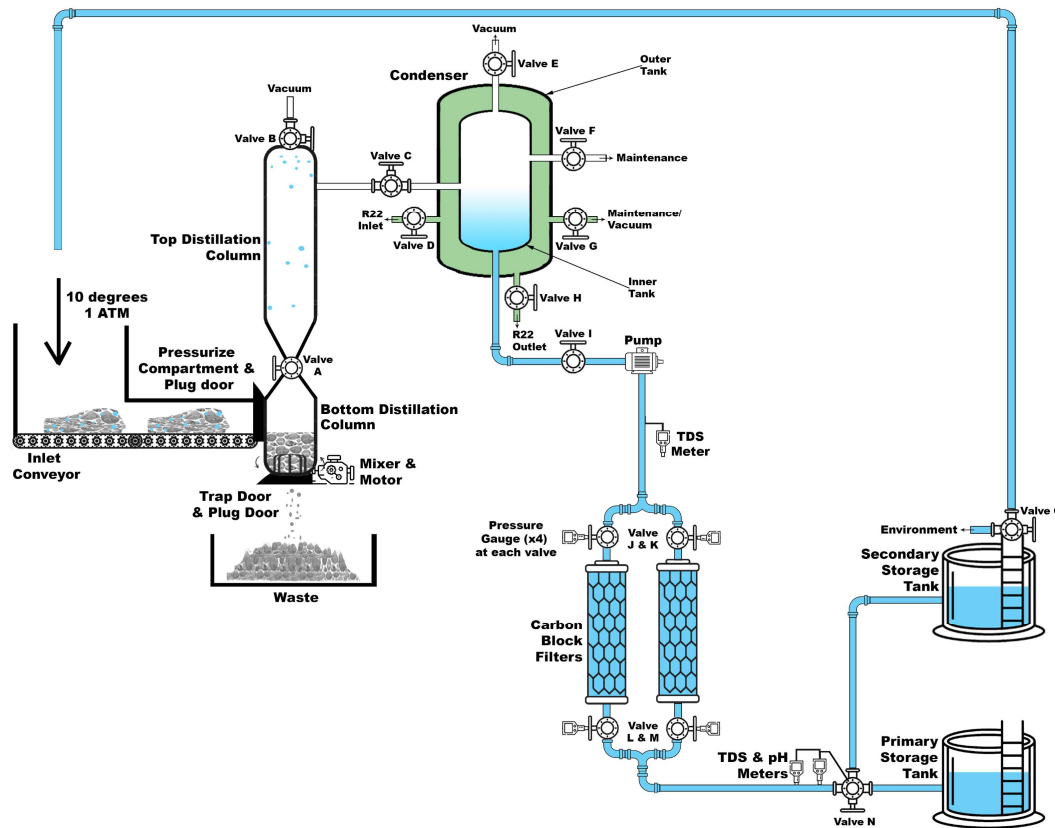 Vacuum
Valve E
Condenser
Outer
Tank
Vacuum
Valve B
Valve C
Valve F
Maintenance
R22
Inlet
Valve D
Maintenance/
Vacuum
Valve G
Top Distillation
Column
Inner
Tank
Valve H
R22
Outlet
Valve I
Pump
10 degrees
1 ATM
Pressurize
Compartment &
Plug door
Valve
A
Bottom Distillation
Column
Inlet
Conveyor
Mixer &
Motor
TDS
Meter
Trap Door
& Plug Door
Waste
Pressure
Gauge (x4)
at each valve
Valve
J & K
Environment
Secondary
Storage
Tank
Carbon
Block
Filters
Valve
L & M
TDS & pH
Meters
Primary
Storage
Tank
Valve N